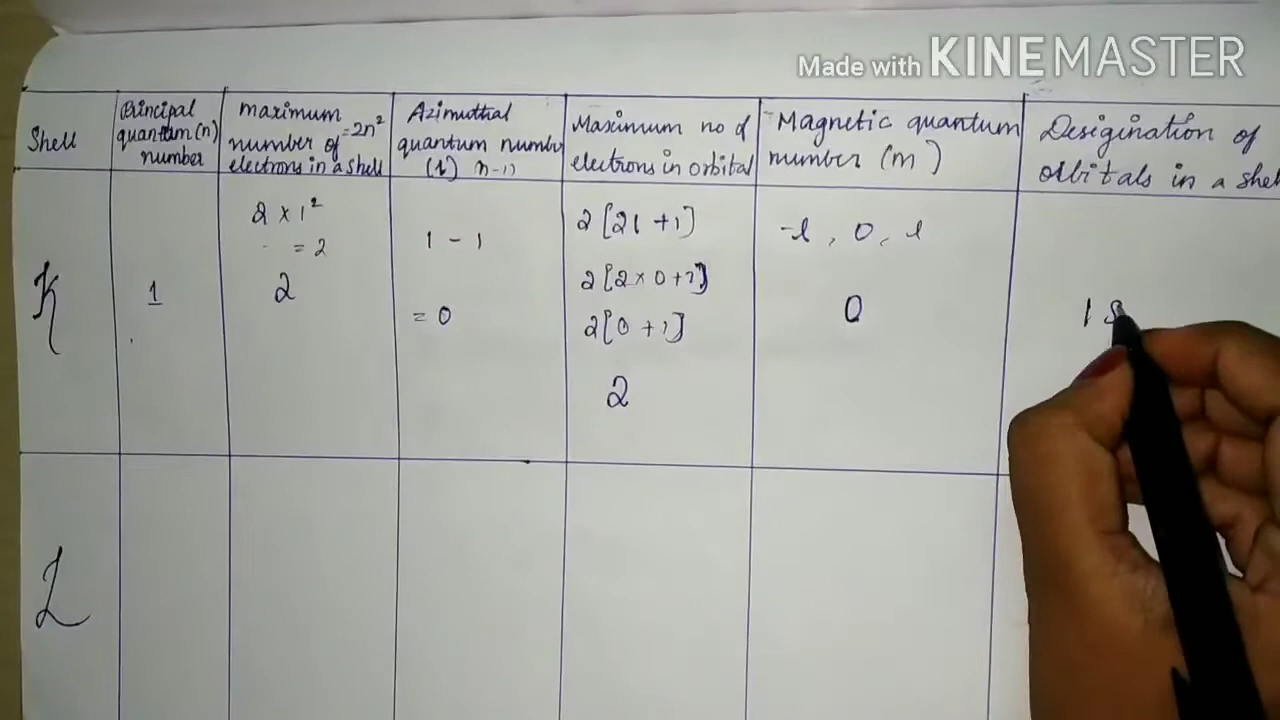 Made with KINEMASTER
Shell
Principal
quantum (n)
number
maximum
number of =2n²
electrons in a shell
Azimuthal
quantum number
(l) n-1)
Maximum no of
electrons in orbital
Magnetic quantum
number (m)
Designination of
orbitals in a shell
K
1
2 × 1²
= 2
2
1 - 1
= 0
2[2l +1]
2[2×0+1]
2[0 +1]
2
-l, 0, l
0
1s
L